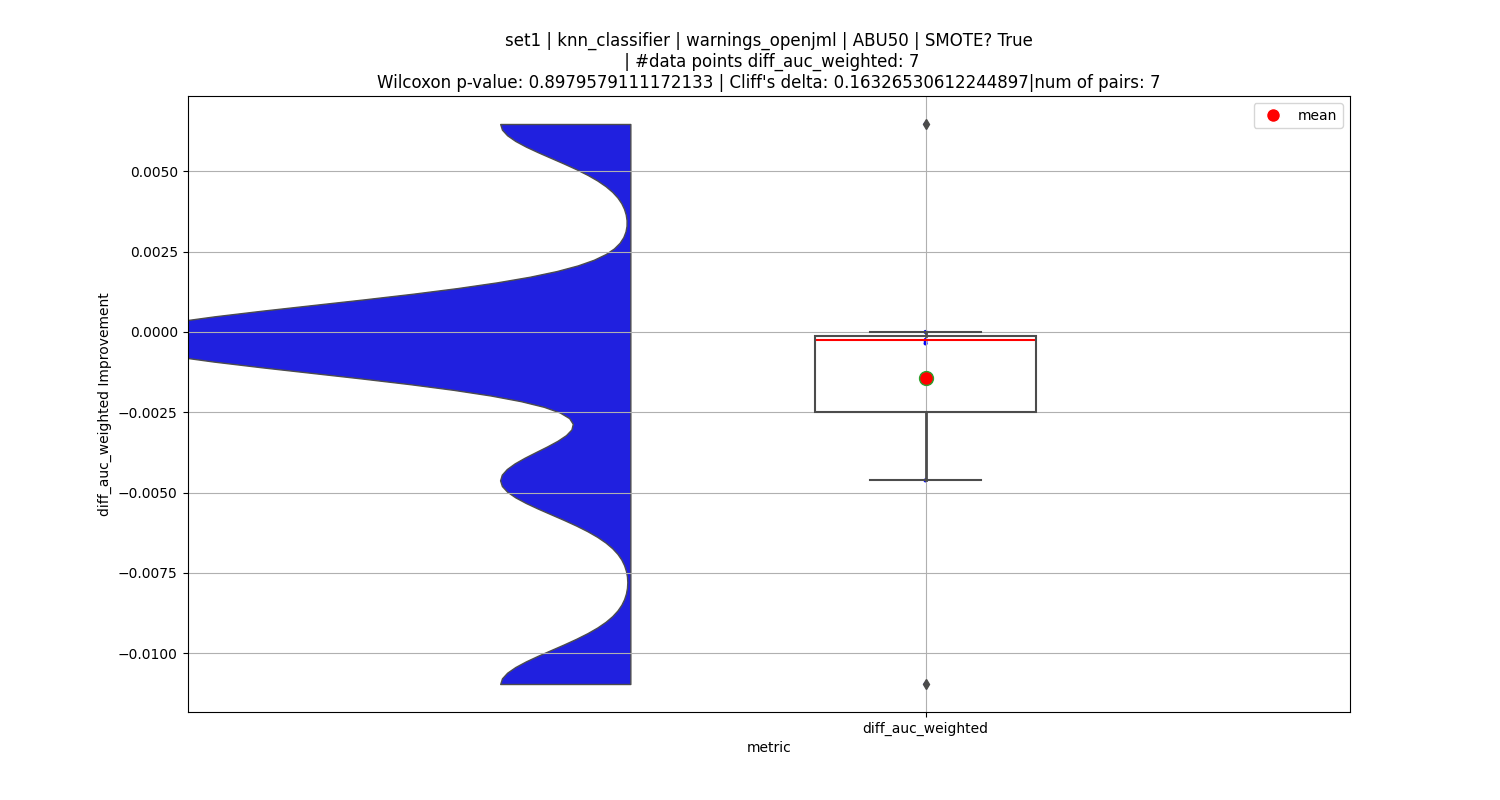 set1 | knn_classifier | warnings_openjml | ABU50 | SMOTE? True
| #data points diff_auc_weighted: 7
Wilcoxon p-value: 0.8979579111172133 | Cliff's delta: 0.16326530612244897|num of pairs: 7
mean
0.0050
0.0025
0.0000
−0.0025
−0.0050
−0.0075
−0.0100
diff_auc_weighted Improvement
diff_auc_weighted
metric